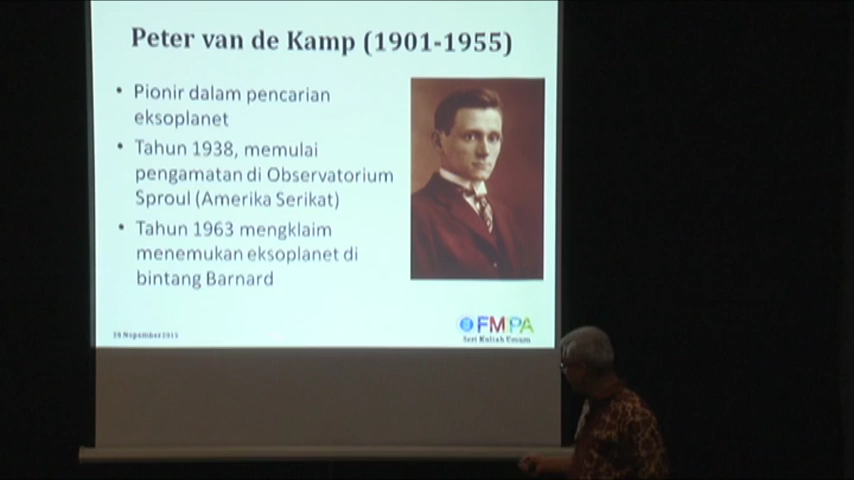 Peter van de Kamp (1901-1955)
• Pionir dalam pencarian
eksoplanet
• Tahun 1938, memulai
pengamatan di Observatorium
Sproul (Amerika Serikat)
• Tahun 1963 mengklaim
menemukan eksoplanet di
bintang Barnard
FMIPA
Seri Kuliah Umum